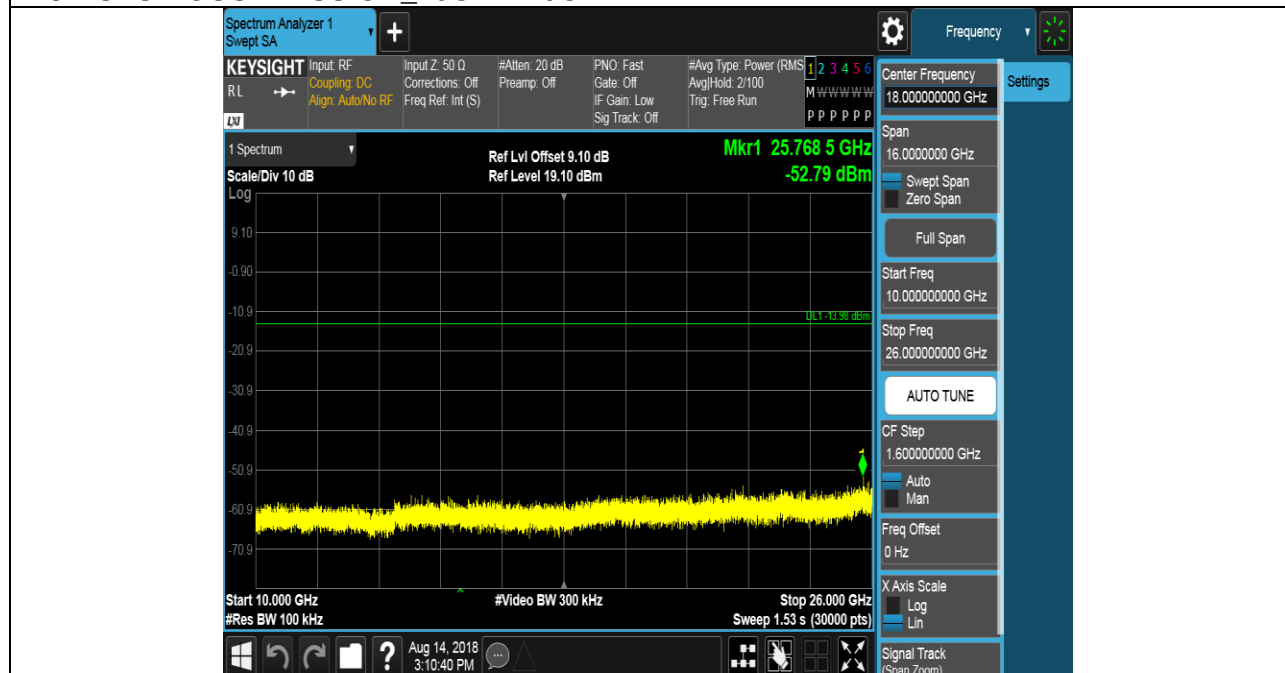 Spectrum Analyzer 1
Swept SA
Frequency
KEYSIGHT
RL
LXI
Input: RF
Coupling: DC
Align: Auto/No RF
Input Z: 50 Ω
Corrections: Off
Freq Ref: Int (S)
#Atten: 20 dB
Preamp: Off
PNO: Fast
Gate: Off
IF Gain: Low
Sig Track: Off
#Avg Type: Power (RMS
Avg|Hold: 2/100
Trig: Free Run
1 2 3 4 5 6
M W W W W W
P P P P P P
1 Spectrum
Scale/Div 10 dB
Ref Lvl Offset 9.10 dB
Ref Level 19.10 dBm
Mkr1 25.768 5 GHz
-52.79 dBm
Log
9.10
-0.90
-10.9
DL1 -13.98 dBm
-20.9
-30.9
-40.9
1
-50.9
-60.9
-70.9
Start 10.000 GHz
#Res BW 100 kHz
#Video BW 300 kHz
Stop 26.000 GHz
Sweep 1.53 s (30000 pts)
?
Aug 14, 2018
3:10:40 PM
Center Frequency
18.000000000 GHz
Settings
Span
16.0000000 GHz
Swept Span
Zero Span
Full Span
Start Freq
10.000000000 GHz
Stop Freq
26.000000000 GHz
AUTO TUNE
CF Step
1.600000000 GHz
Auto
Man
Freq Offset
0 Hz
X Axis Scale
Log
Lin
Signal Track
(Span Zoom)